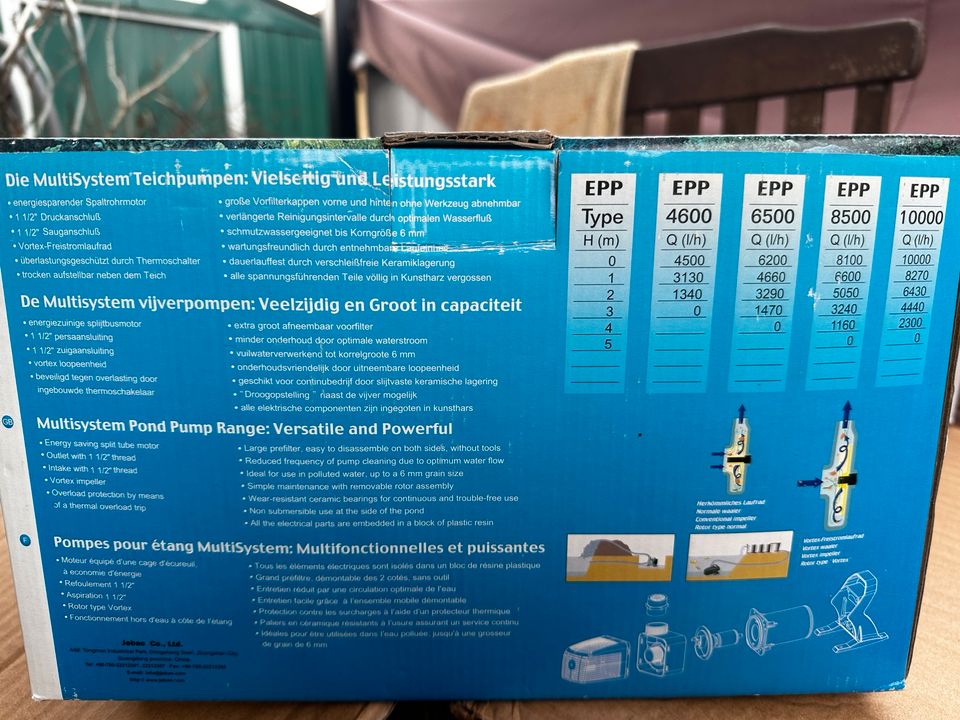 Die MultiSystem Teichpumpen: Vielseitig und Leistungsstark
• energiesparender Spaltrohrmotor
• 1 1/2" Druckanschluß
• 1 1/2" Sauganschluß
• Vortex-Freistromlaufrad
• überlastungsgeschützt durch Thermoschalter
• trocken aufstellbar neben dem Teich
• große Vorfilterkappen vorne und hinten ohne Werkzeug abnehmbar
• verlängerte Reinigungsintervalle durch optimalen Wasserfluß
• schmutzwassergeeignet bis Korngröße 6 mm
• wartungsfreundlich durch entnehmbare Laufeinheit
• dauerlauffest durch verschleißfreie Keramiklagerung
• alle spannungsführenden Teile völlig in Kunstharz vergossen
De Multisystem vijverpompen: Veelzijdig en Groot in capaciteit
• energiezuinige splijtbusmotor
• 1 1/2" persaansluiting
• 1 1/2" zuigaansluiting
• vortex loopeenheid
• beveiligd tegen overlasting door
ingebouwde thermoschakelaar
• extra groot afneembaar voorfilter
• minder onderhoud door optimale waterstroom
• vuilwaterverwerkend tot korrelgroote 6 mm
• onderhoudsvriendelijk door uitneembare loopeenheid
• geschikt voor continubedrijf door slijtvaste keramische lagering
• "Droogopstelling" naast de vijver mogelijk
• alle elektrische componenten zijn ingegoten in kunsthars
GB
Multisystem Pond Pump Range: Versatile and Powerful
• Energy saving split tube motor
• Outlet with 1 1/2" thread
• Intake with 1 1/2" thread
• Vortex impeller
• Overload protection by means
of a thermal overload trip
• Large prefilter, easy to disassemble on both sides, without tools
• Reduced frequency of pump cleaning due to optimum water flow
• Ideal for use in polluted water, up to a 6 mm grain size
• Simple maintenance with removable rotor assembly
• Wear-resistant ceramic bearings for continuous and trouble-free use
• Non submersible use at the side of the pond
• All the electrical parts are embedded in a block of plastic resin
F
Pompes pour étang MultiSystem: Multifonctionnelles et puissantes
• Moteur équipé d'une cage d'écureuil,
a economie d'énergie
• Refoulement 1 1/2"
• Aspiration 1 1/2"
• Rotor type Vortex
• Fonctionnement hors d'eau à côte de l'étang
• Tous les éléments électriques sont isolés dans un bloc de résine plastique
• Grand préfiltre, démontable des 2 cotés, sans outil
• Entretien réduit par une circulation optimale de l'eau
• Entretien facile grâce à l'ensemble mobile démontable
• Protection contre les surcharges à l'aide d'un protecteur thermique
• Paliers en céramique résistants à l'usure assurant un service continu
• Idéales pour être utilisées dans l'eau polluée, jusqu'à une grosseur
de grain de 6 mm
Jebao Co., Ltd.
EPP EPP EPP EPP EPP
Type 4600 6500 8500 10000
H (m) Q (l/h) Q (l/h) Q (l/h) Q (l/h)
0 4500 6200 8100 10000
1 3130 4660 6600 8270
2 1340 3290 5050 6430
3 0 1470 3240 4440
4 0 1160 2300
5 0 0
Herkömmliches Laufrad
Normale waaier
Conventional impeller
Rotor type normal
Vortex-Freistromlaufrad
Vortex waaier
Vortex impeller
Rotor type "Vortex"